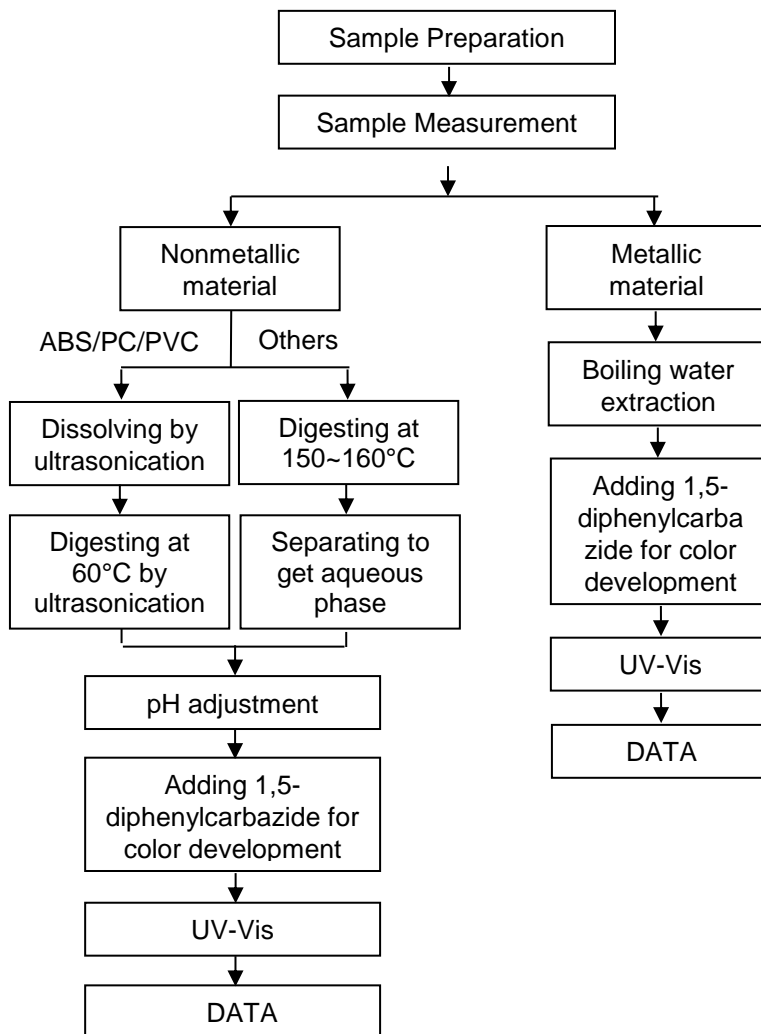 Sample Preparation
Sample Measurement
Nonmetallic
material
ABS/PC/PVC
Others
Dissolving by
ultrasonication
Digesting at
150~160°C
Digesting at
60°C by
ultrasonication
Separating to
get aqueous
phase
pH adjustment
Adding 1,5-
diphenylcarbazide for
color development
UV-Vis
DATA
Metallic
material
Boiling water
extraction
Adding 1,5-
diphenylcarba
zide for color
development
UV-Vis
DATA